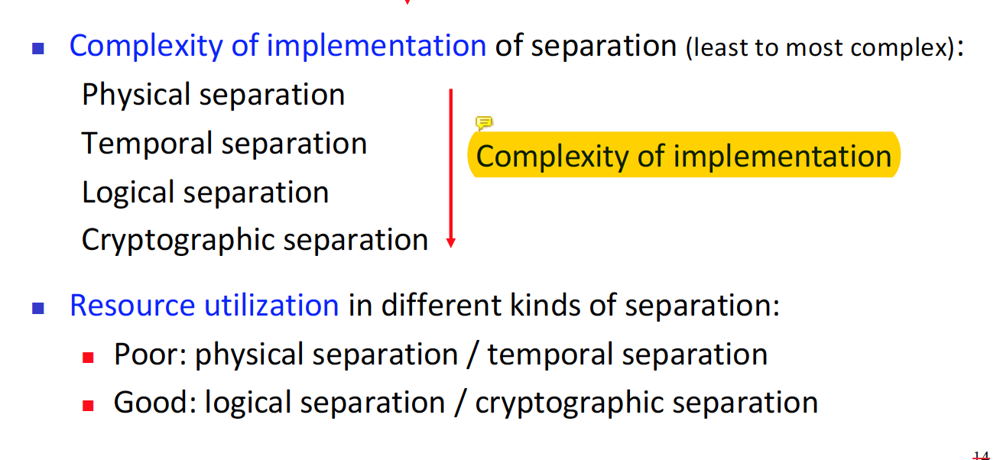 Complexity of implementation of separation (least to most complex):
Physical separation
Temporal separation
Complexity of implementation
Logical separation
Cryptographic separation
Resource utilization in different kinds of separation:
Poor: physical separation / temporal separation
Good: logical separation / cryptographic separation
14